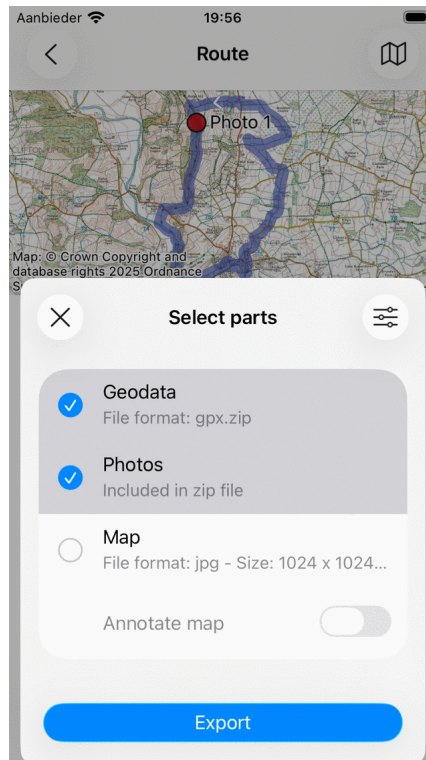 Aanbieder 19:56
Route
Photo 1
Map: © Crown Copyright and
database rights 2025 Ordnance
Select parts
Geodata
File format: gpx.zip
Photos
Included in zip file
Map
File format: jpg - Size: 1024 x 1024...
Annotate map
Export